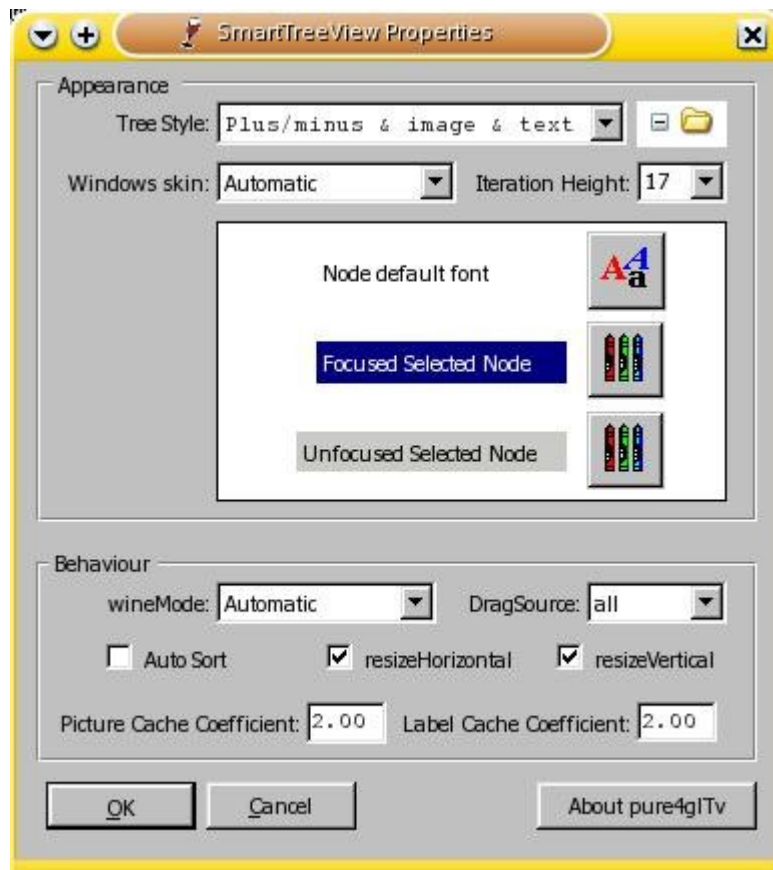 SmartTreeView Properties
Appearance
Tree Style: Plus/minus & image & text
Windows skin: Automatic Iteration Height: 17
Node default font
Focused Selected Node
Unfocused Selected Node
Behaviour
wineMode: Automatic DragSource: all
Auto Sort resizeHorizontal resizeVertical
Picture Cache Coefficient: 2.00 Label Cache Coefficient: 2.00
OK Cancel About pure4glTv